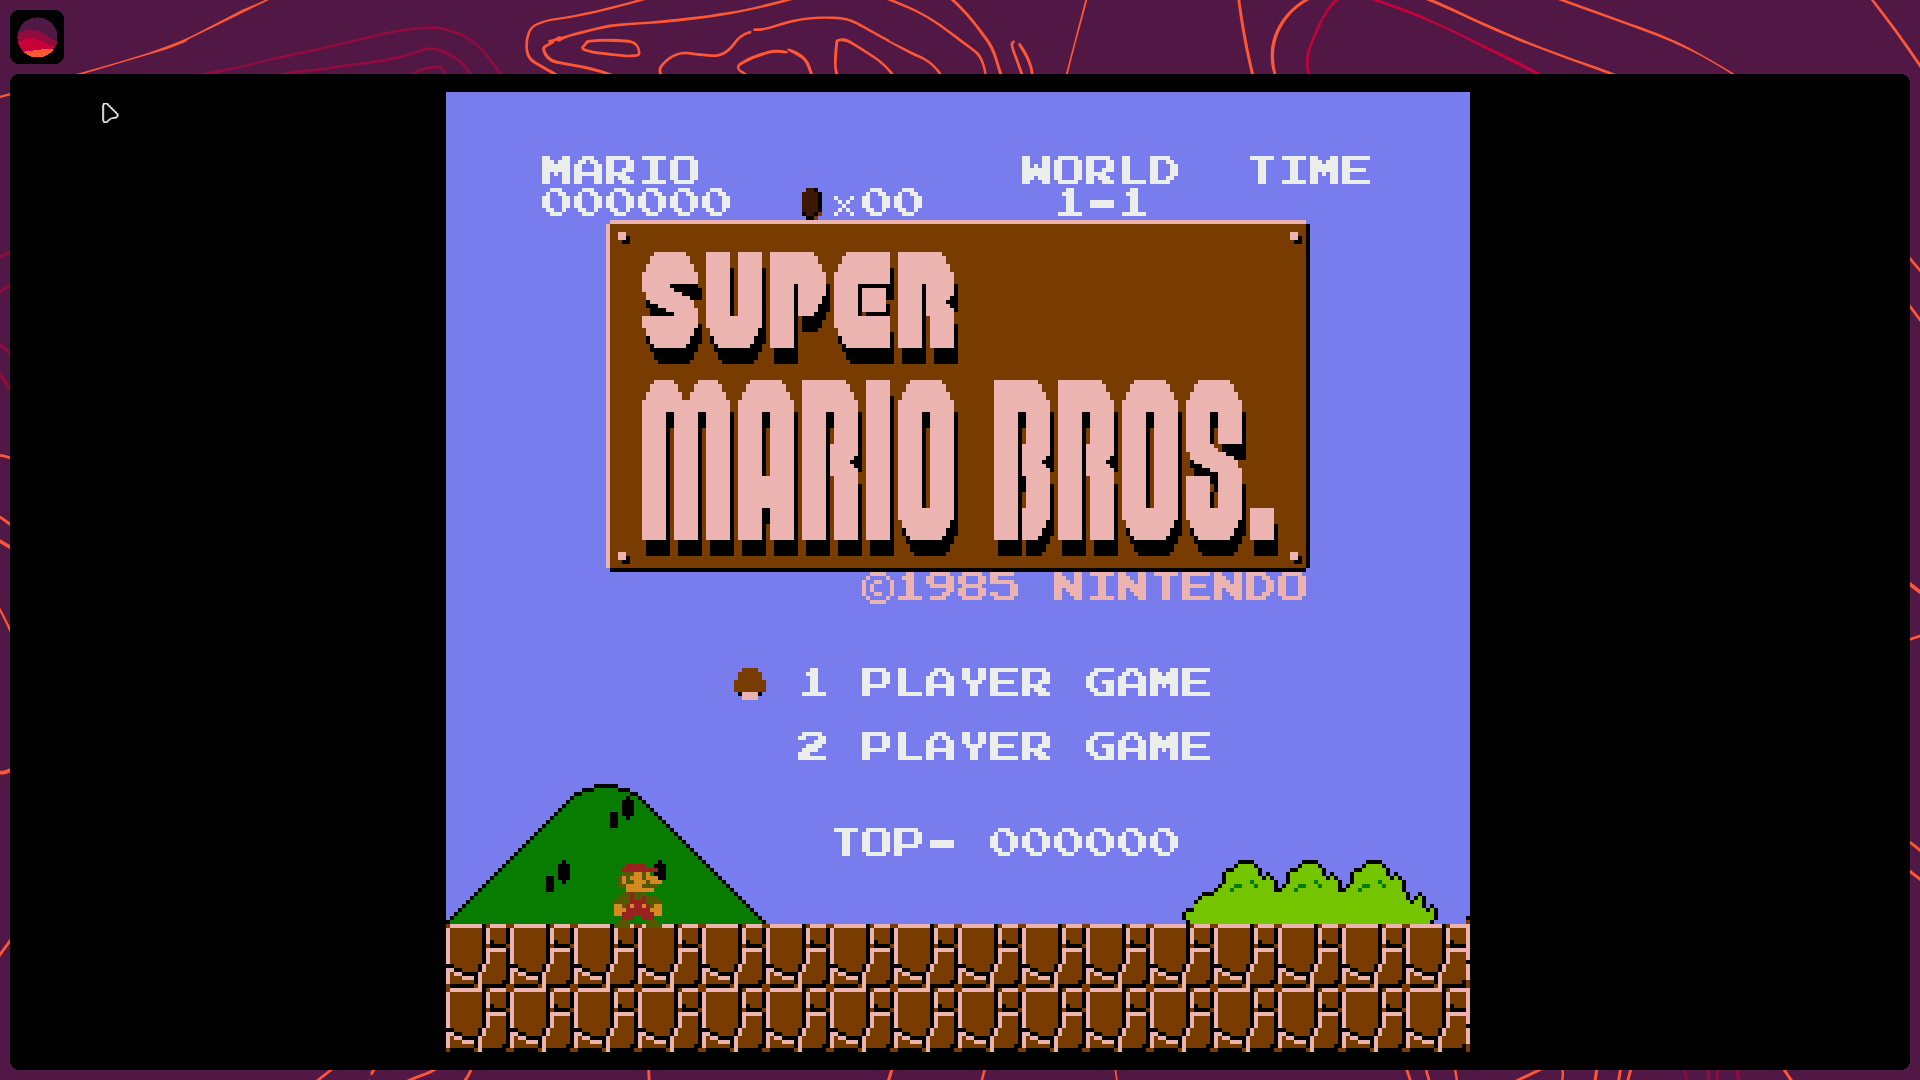 MARIO WORLD TIME
000000 x00 1-1
SUPER
MARIO BROS.
©1985 NINTENDO
1 PLAYER GAME
2 PLAYER GAME
TOP- 000000